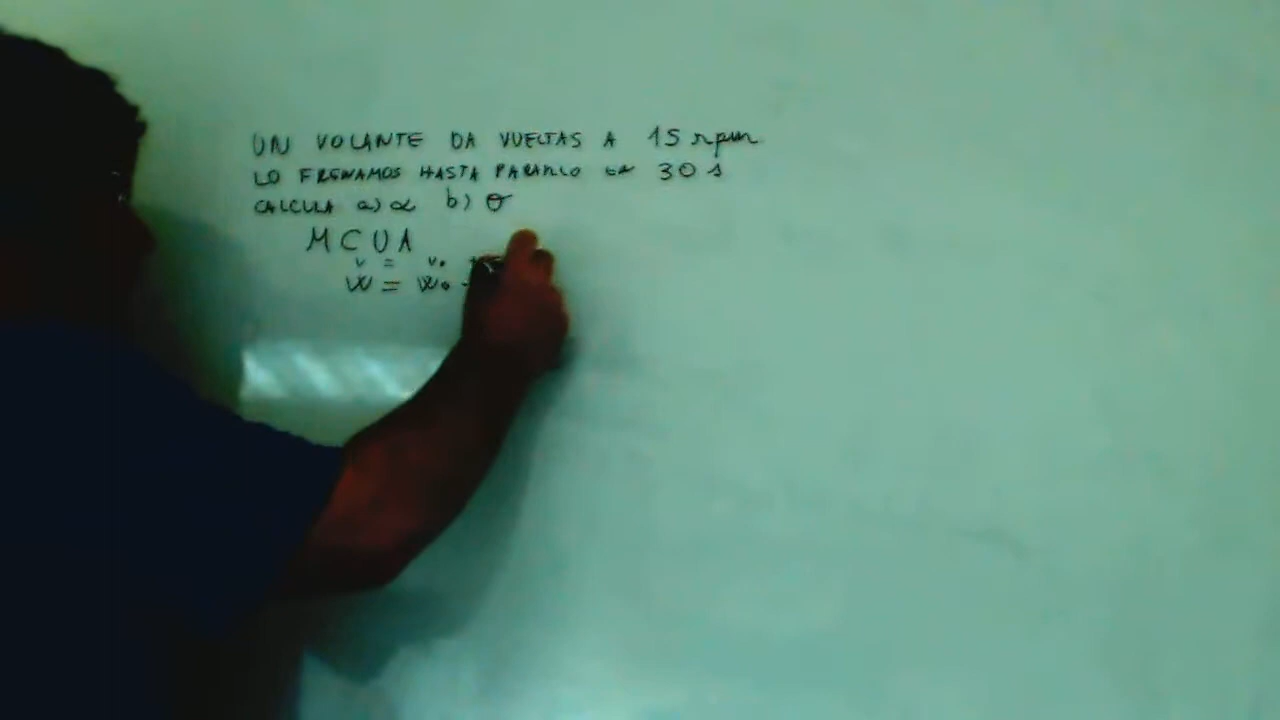 UN VOLANTE DA VUELTAS A 15 rpm
LO FRENAMOS HASTA PARARLO EN 30 s
CALCULA a) α b) θ
MCUA
v = v₀ +
w = w₀ -